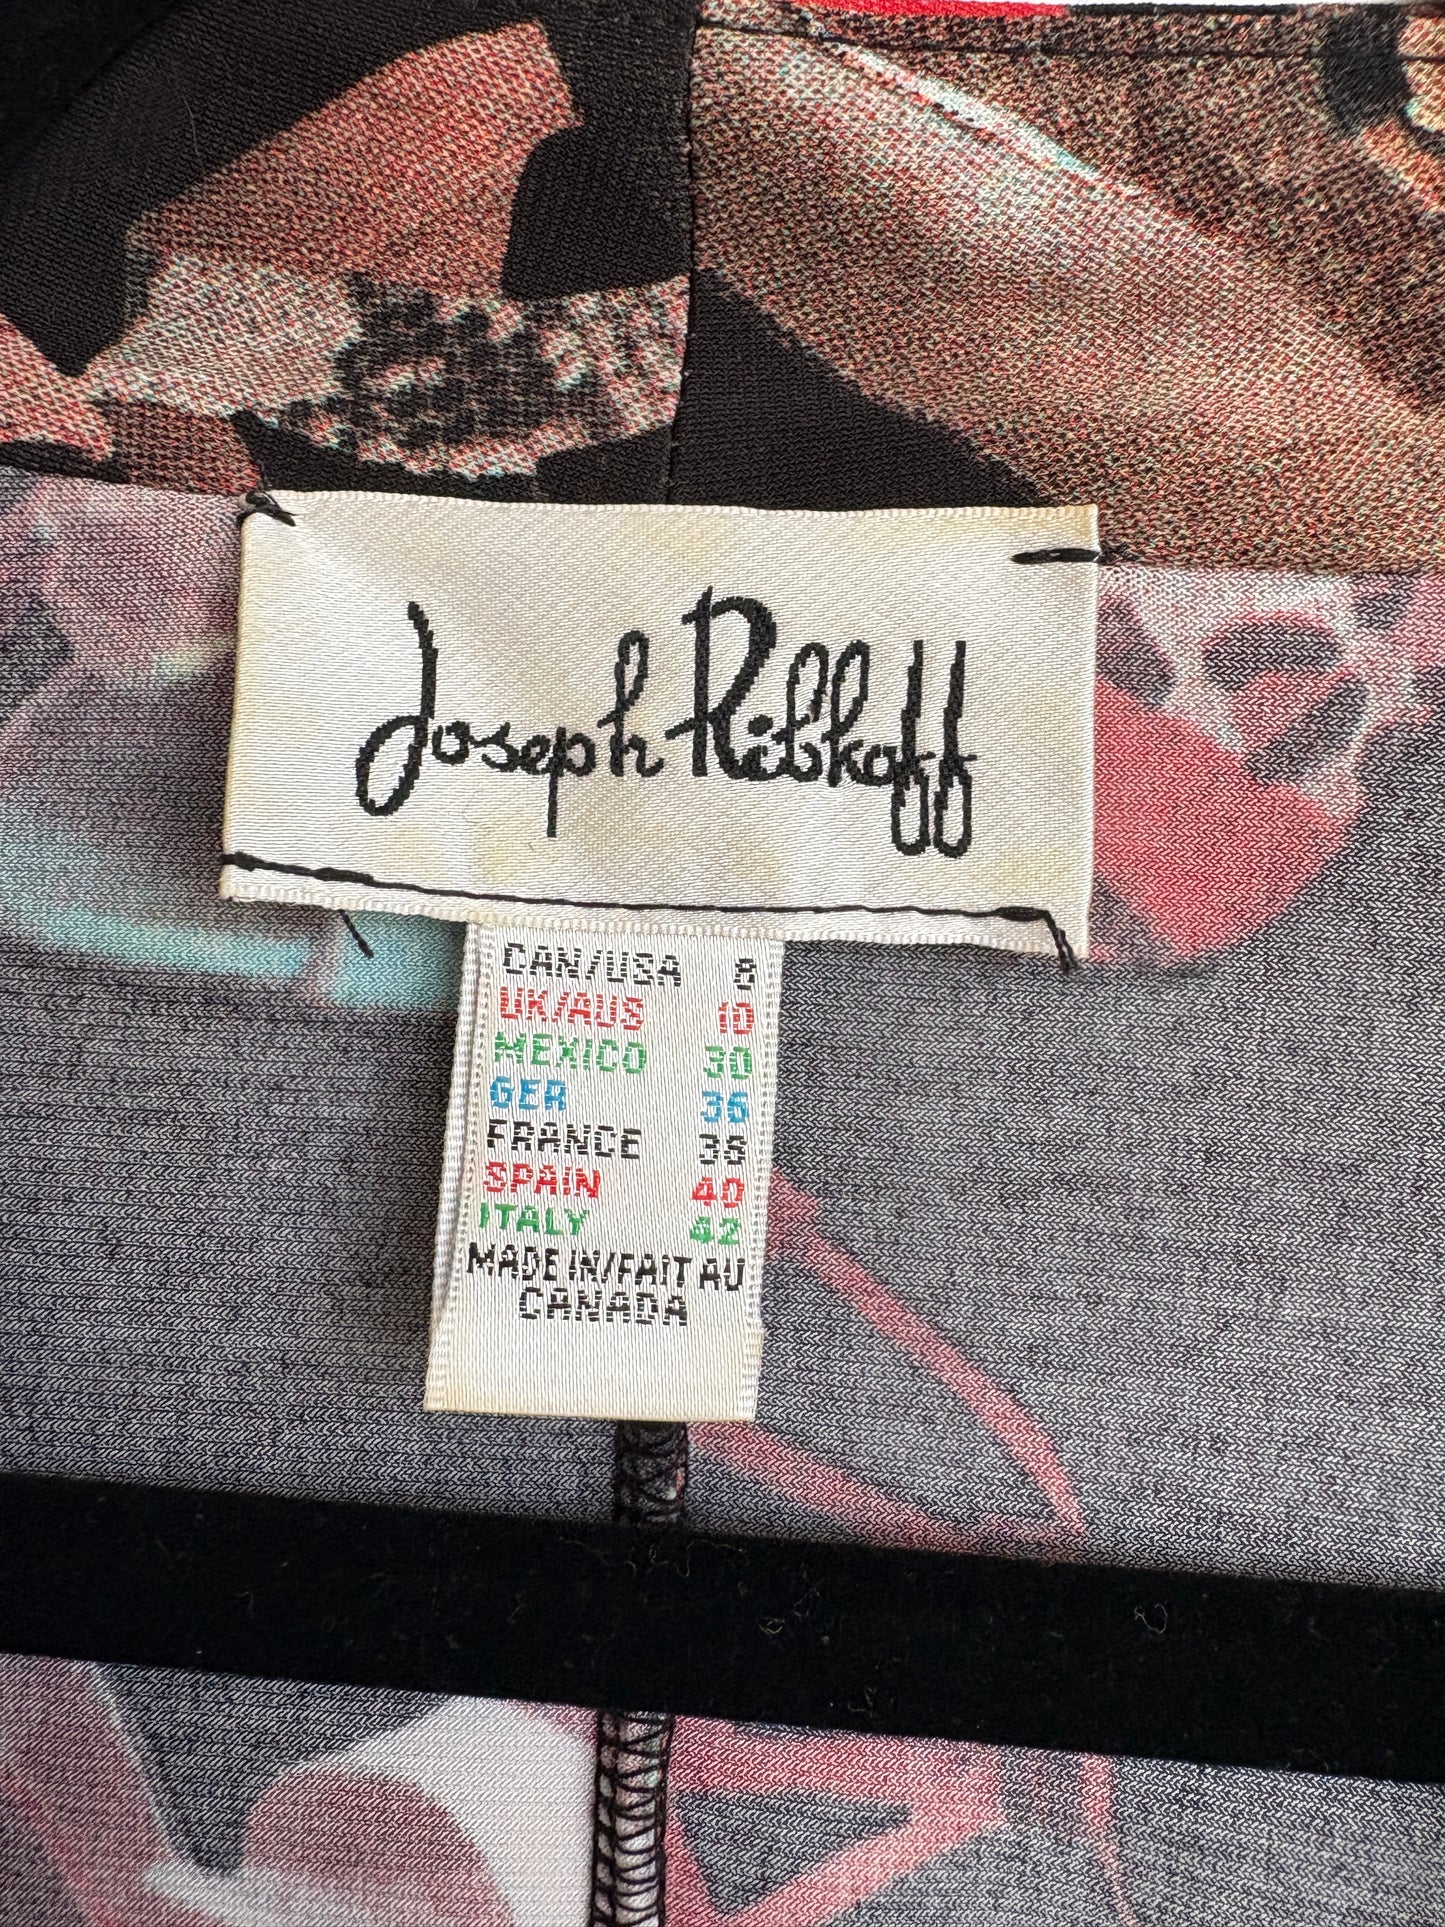 Joseph Ribkoff
CAN/USA 8
UK/AUS 10
MEXICO 30
GER 36
FRANCE 38
SPAIN 40
ITALY 42
MADE IN/FAIT AU
CANADA